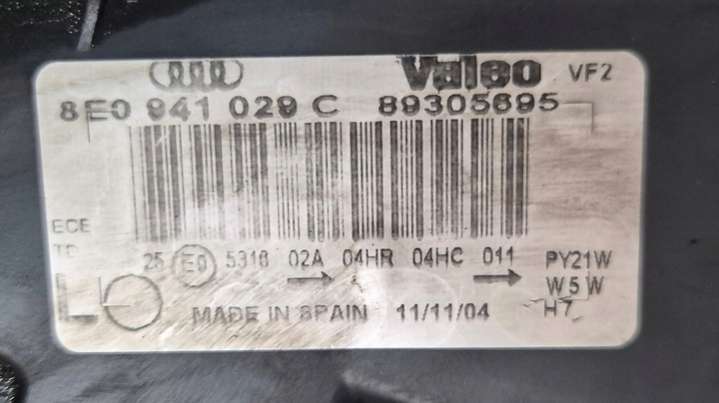 Valeo VF2
8E0 941 029 C 89305695
ECE
25 E9 5318 02A 04HR 04HC 011 PY21W
W5W
L MADE IN SPAIN 11/11/04 H7